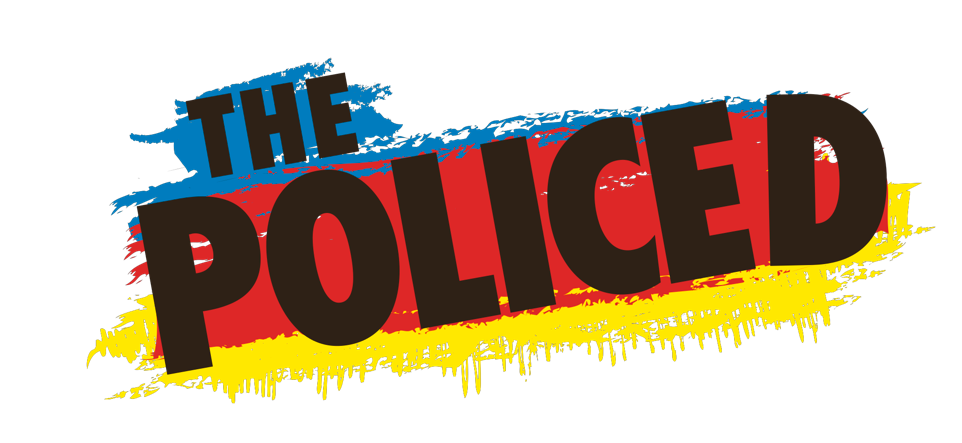 THE
POLICED